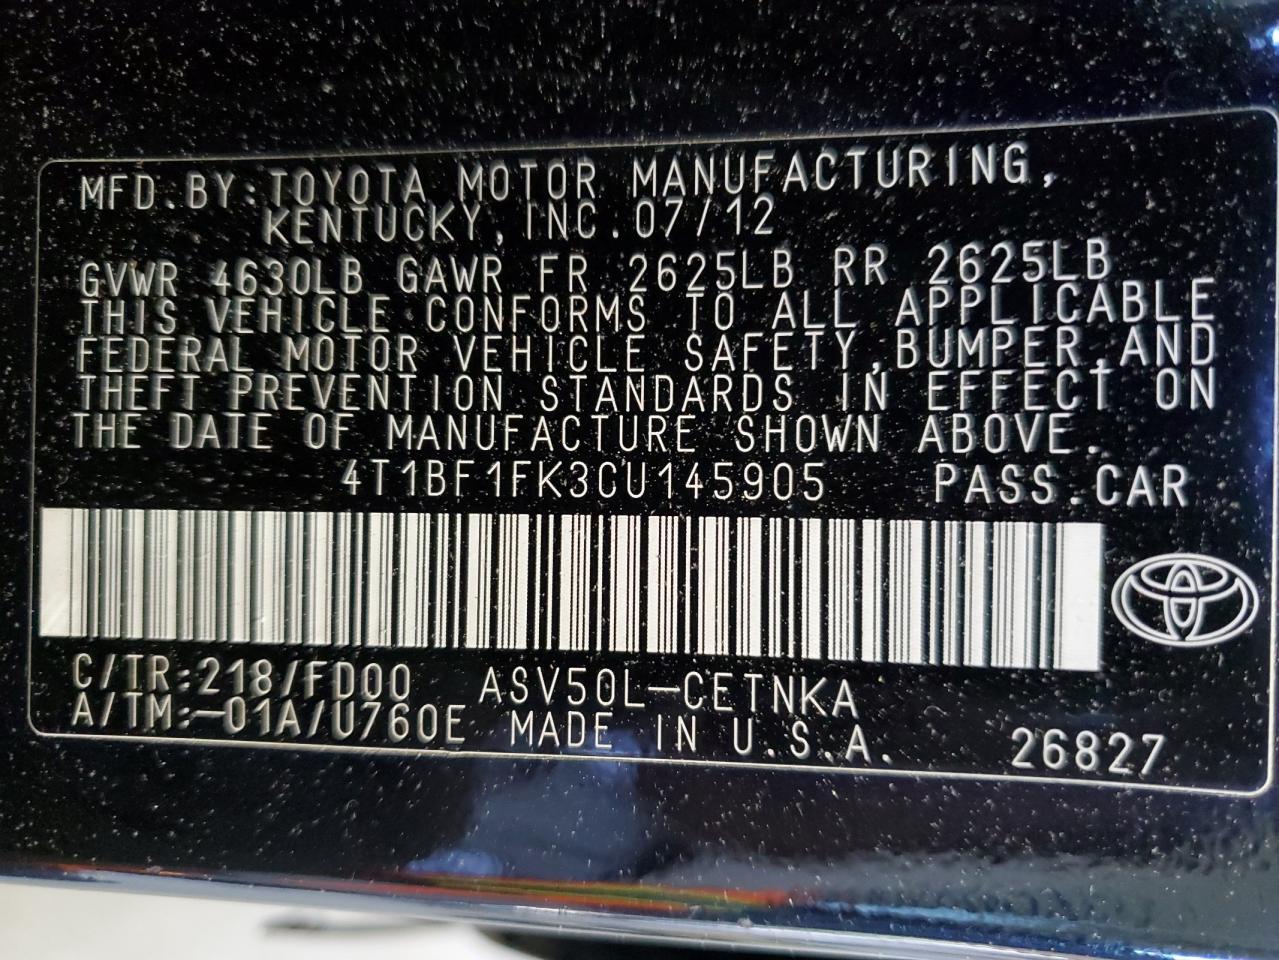 MFD.BY:TOYOTA MOTOR MANUFACTURING,
KENTUCKY, INC. 07/12
GVWR 4630LB GAWR FR 2625LB RR 2625LB
THIS VEHICLE CONFORMS TO ALL APPLICABLE
FEDERAL MOTOR VEHICLE SAFETY,BUMPER,AND
THEFT PREVENTION STANDARDS IN EFFECT ON
THE DATE OF MANUFACTURE SHOWN ABOVE.
4T1BF1FK3CU145905 PASS.CAR
C/TR:218/FD00 ASV50L-CETNKA
A/TM:-01A/U760E MADE IN U.S.A. 26827